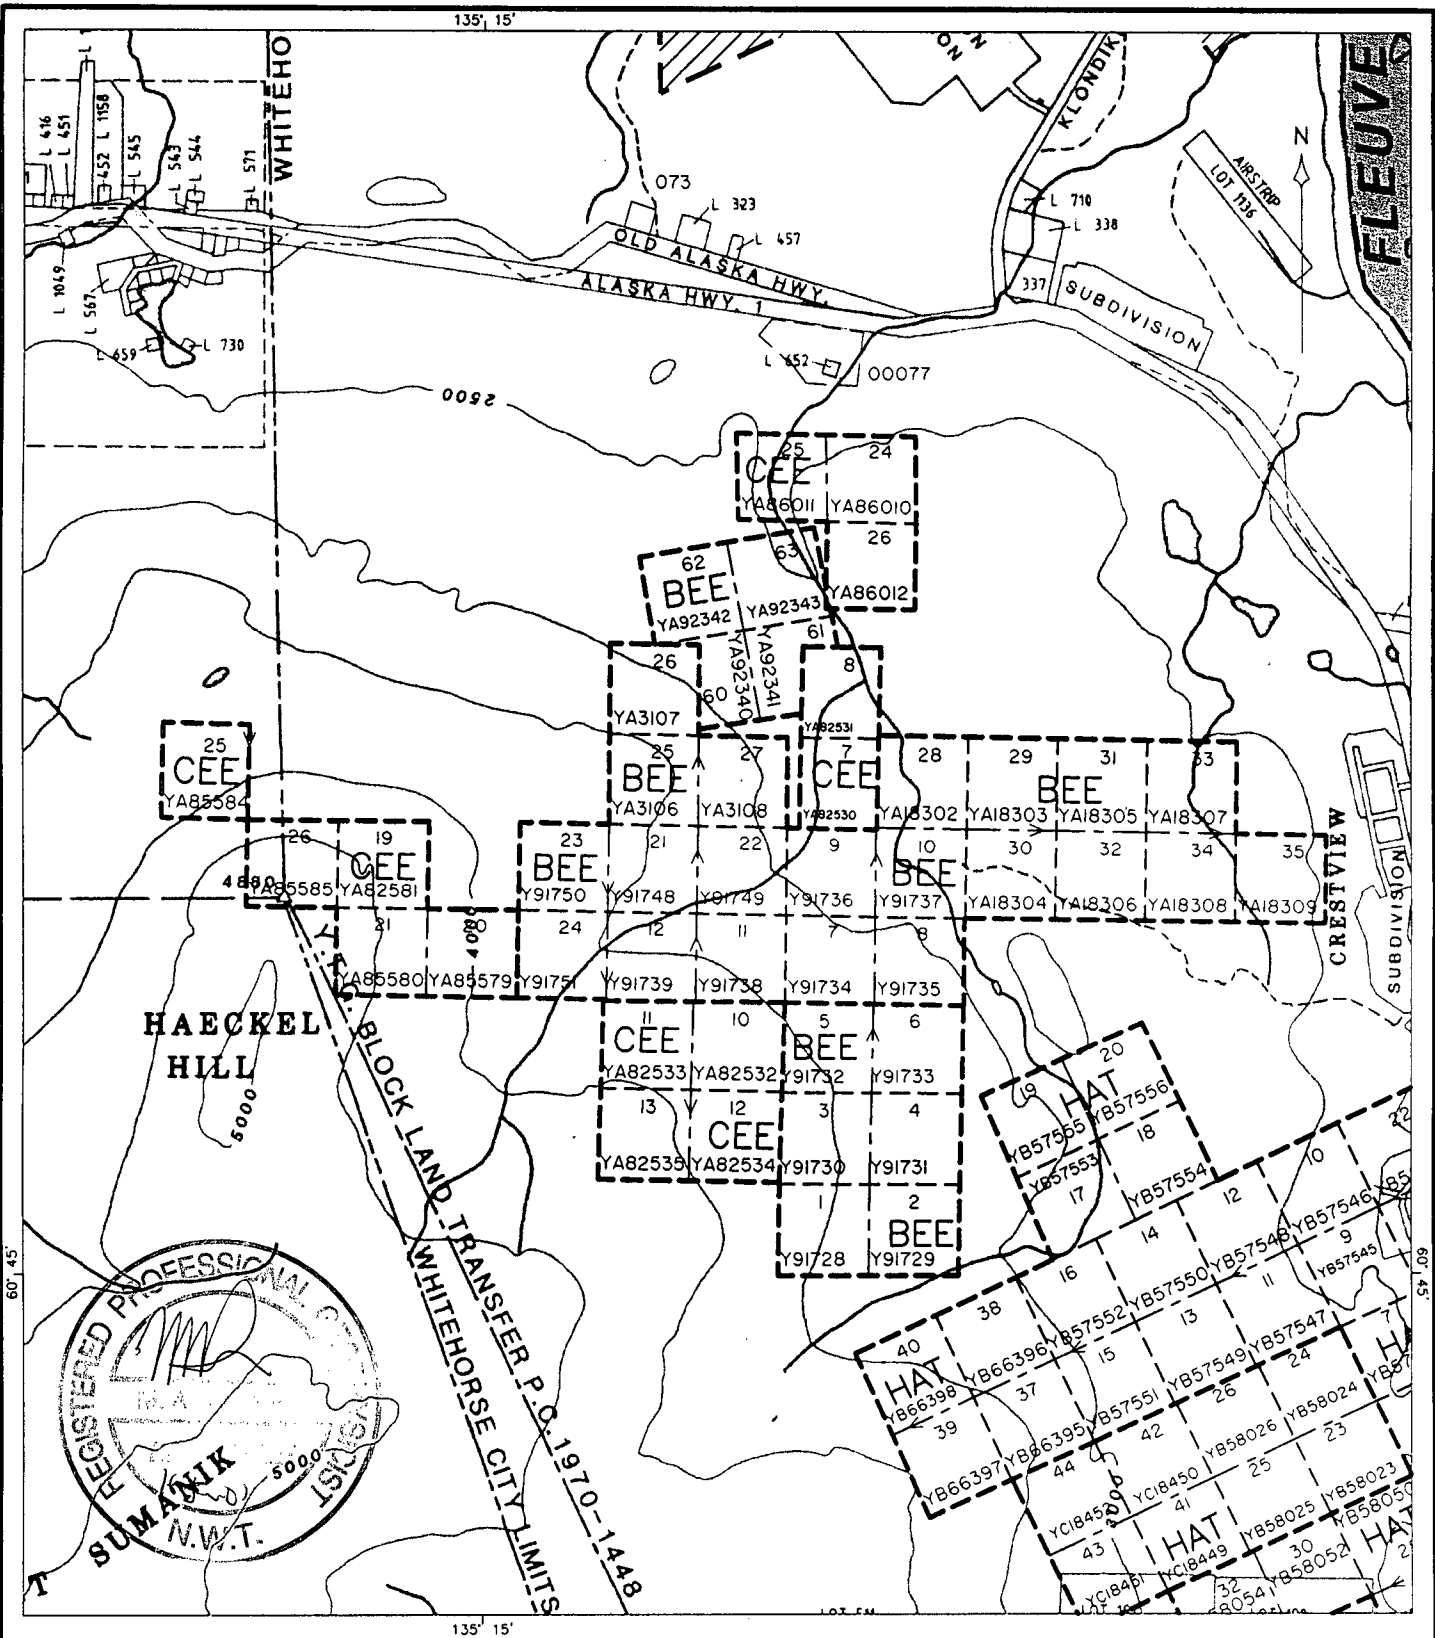 135° 15'
WHITEHO
L 416
L 451
452
L 1158
L 545
L 543
L 544
L 571
L 1049
L 567
L 659
L 730
073
L 323
L 457
OLD ALASKA HWY.
ALASKA HWY. 1
KLONDIK
L 710
L 338
337
SUBDIVISION
AIRSTRIP
LOT 1136
N
FLEUVE
L 652
00077
2500
25
24
CEE
YA86011
YA86010
26
YA86012
62
63
BEE
YA92342
YA92343
61
60
YA92340
YA92341
26
8
YA3107
YA82531
25
27
7
28
29
31
33
BEE
CEE
BEE
YA3106
YA3108
YA82530
YA18302
YA18303
YA18305
YA18307
25
CEE
YA85584
26
19
CEE
4880
YA85585
YA82581
23
21
22
9
10
30
32
34
35
BEE
BEE
Y91750
Y91748
Y91749
Y91736
Y91737
YA18304
YA18306
YA18308
YA18309
CRESTVIEW
SUBDIVISION
21
20
4000
24
12
11
7
8
YA85580
YA85579
Y91751
Y91739
Y91738
Y91734
Y91735
HAECKEL
HILL
5000
11
10
5
6
CEE
BEE
YA82533
YA82532
Y91732
Y91733
13
12
3
4
CEE
YA82535
YA82534
Y91730
Y91731
1
2
BEE
Y91728
Y91729
BLOCK LAND TRANSFER P.C. 1970-1448
WHITEHORSE CITY LIMITS
19
20
HAT
YB57555
YB57556
18
YB57553
17
YB57554
22
10
12
14
16
YB57546
9
YB57545
YB57548
11
YB57550
13
YB57552
15
YB57547
YB57549
YB57551
7
38
40
HAT
YB66396
YB66398
37
39
YB66395
YB66397
24
26
42
44
YB58024
23
YB58026
25
YC18450
41
YC18452
43
YB58023
YB58025
HAT
YC18449
YC18451
3000
YB58050
30
YB58052
32
HAT
60° 45'
60° 45'
REGISTERED PROFESSIONAL
N.W.T.
5000
SUMANIK
135° 15'